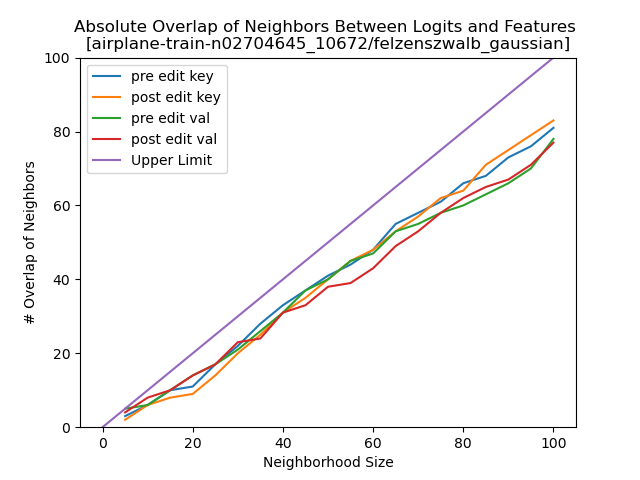 Absolute Overlap of Neighbors Between Logits and Features
[airplane-train-n02704645_10672/felzenszwalb_gaussian]
pre edit key
post edit key
pre edit val
post edit val
Upper Limit
# Overlap of Neighbors
100
80
60
40
20
0
0 20 40 60 80 100
Neighborhood Size